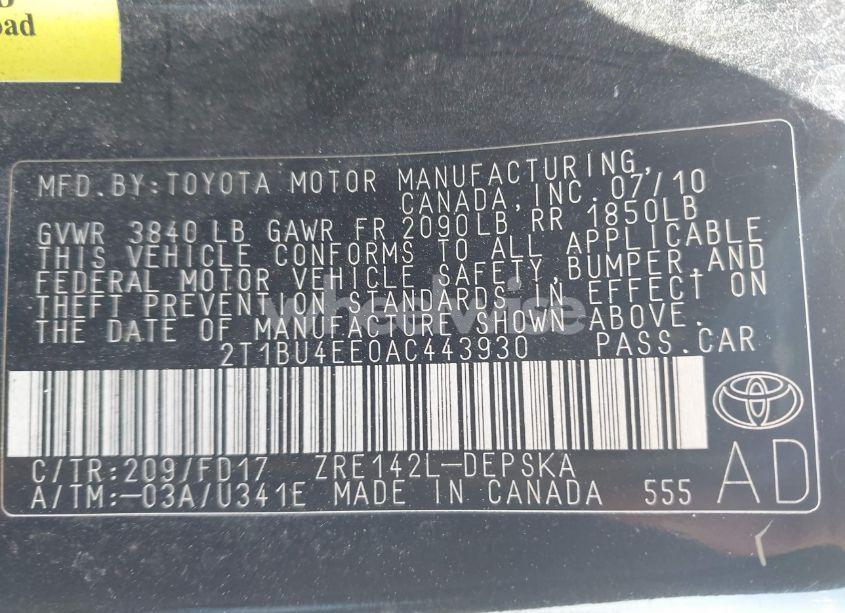 oad
MFD.BY:TOYOTA MOTOR MANUFACTURING,
CANADA,INC. 07/10
GVWR 3840 LB GAWR FR 2090LB RR 1850LB
THIS VEHICLE CONFORMS TO ALL APPLICABLE
FEDERAL MOTOR VEHICLE SAFETY,BUMPER,AND
THEFT PREVENTION STANDARDS IN EFFECT ON
THE DATE OF MANUFACTURE SHOWN ABOVE.
wheelwise
2T1BU4EE0AC443930 PASS.CAR
C/TR:209/FD17 ZRE142L-DEPSKA
A/TM:-03A/U341E MADE IN CANADA 555
AD